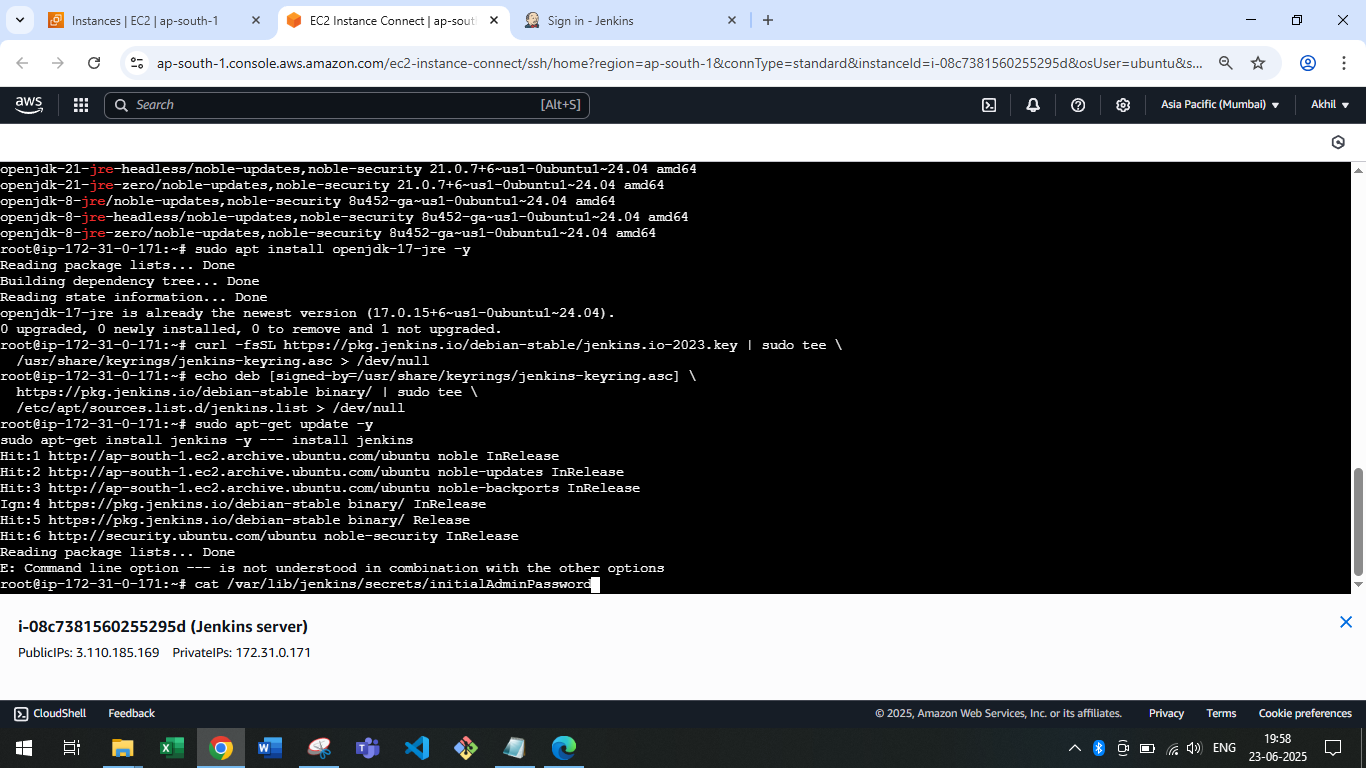 Instances | EC2 | ap-south-1
EC2 Instance Connect | ap-sout
Sign in - Jenkins
ap-south-1.console.aws.amazon.com/ec2-instance-connect/ssh/home?region=ap-south-1&connType=standard&instanceId=i-08c7381560255295d&osUser=ubuntu&s...
aws
Search
[Alt+S]
Asia Pacific (Mumbai)
Akhil
openjdk-21-jre-headless/noble-updates,noble-security 21.0.7+6~us1-0ubuntu1~24.04 amd64
openjdk-21-jre-zero/noble-updates,noble-security 21.0.7+6~us1-0ubuntu1~24.04 amd64
openjdk-8-jre/noble-updates,noble-security 8u452-ga~us1-0ubuntu1~24.04 amd64
openjdk-8-jre-headless/noble-updates,noble-security 8u452-ga~us1-0ubuntu1~24.04 amd64
openjdk-8-jre-zero/noble-updates,noble-security 8u452-ga~us1-0ubuntu1~24.04 amd64
root@ip-172-31-0-171:~# sudo apt install openjdk-17-jre -y
Reading package lists... Done
Building dependency tree... Done
Reading state information... Done
openjdk-17-jre is already the newest version (17.0.15+6~us1-0ubuntu1~24.04).
0 upgraded, 0 newly installed, 0 to remove and 1 not upgraded.
root@ip-172-31-0-171:~# curl -fsSL https://pkg.jenkins.io/debian-stable/jenkins.io-2023.key | sudo tee \
  /usr/share/keyrings/jenkins-keyring.asc > /dev/null
root@ip-172-31-0-171:~# echo deb [signed-by=/usr/share/keyrings/jenkins-keyring.asc] \
  https://pkg.jenkins.io/debian-stable binary/ | sudo tee \
  /etc/apt/sources.list.d/jenkins.list > /dev/null
root@ip-172-31-0-171:~# sudo apt-get update -y
sudo apt-get install jenkins -y --- install jenkins
Hit:1 http://ap-south-1.ec2.archive.ubuntu.com/ubuntu noble InRelease
Hit:2 http://ap-south-1.ec2.archive.ubuntu.com/ubuntu noble-updates InRelease
Hit:3 http://ap-south-1.ec2.archive.ubuntu.com/ubuntu noble-backports InRelease
Ign:4 https://pkg.jenkins.io/debian-stable binary/ InRelease
Hit:5 https://pkg.jenkins.io/debian-stable binary/ Release
Hit:6 http://security.ubuntu.com/ubuntu noble-security InRelease
Reading package lists... Done
E: Command line option --- is not understood in combination with the other options
root@ip-172-31-0-171:~# cat /var/lib/jenkins/secrets/initialAdminPassword
i-08c7381560255295d (Jenkins server)
PublicIPs: 3.110.185.169 PrivateIPs: 172.31.0.171
CloudShell
Feedback
© 2025, Amazon Web Services, Inc. or its affiliates.
Privacy
Terms
Cookie preferences
ENG
19:58
23-06-2025